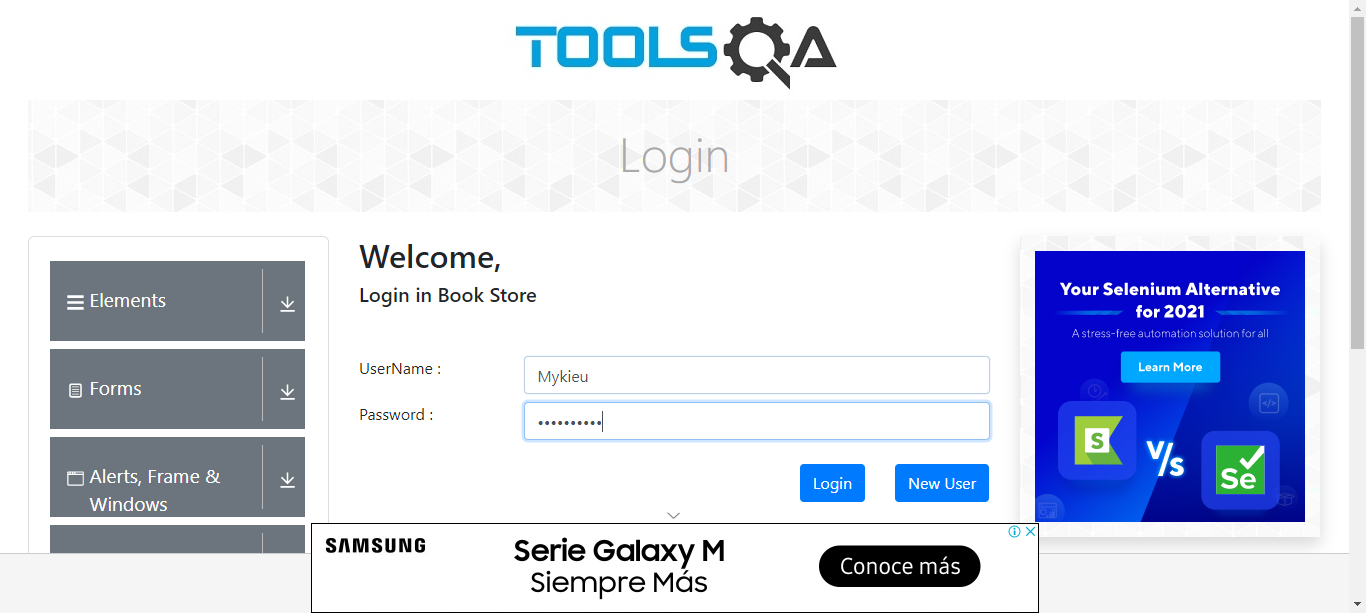 TOOLSQA
Login
Elements
Forms
Alerts, Frame &
Windows
Welcome,
Login in Book Store
UserName :
Mykieu
Password :
••••••••••
Login
New User
Your Selenium Alternative
for 2021
A stress-free automation solution for all
Learn More
S
V/S
Se
SAMSUNG
Serie Galaxy M
Siempre Más
Conoce más